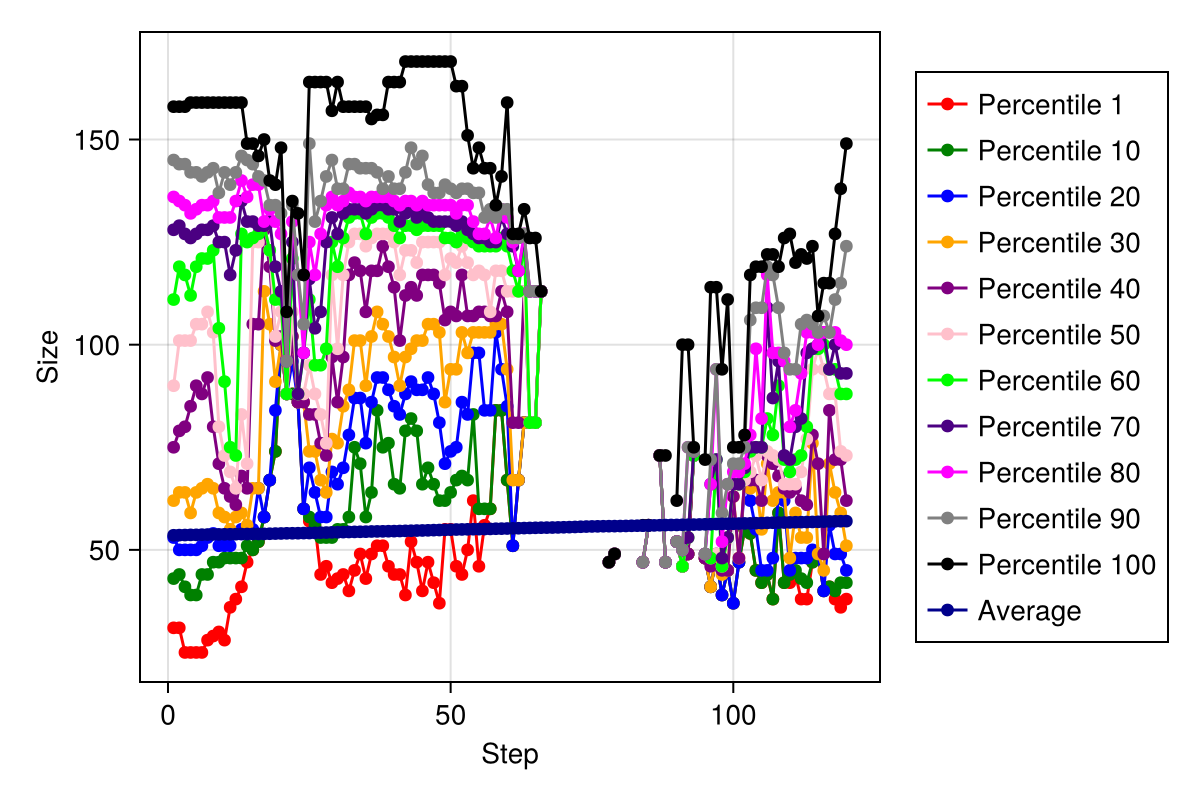 150
100
50
Size
0
50
100
Step
Percentile 1
Percentile 10
Percentile 20
Percentile 30
Percentile 40
Percentile 50
Percentile 60
Percentile 70
Percentile 80
Percentile 90
Percentile 100
Average